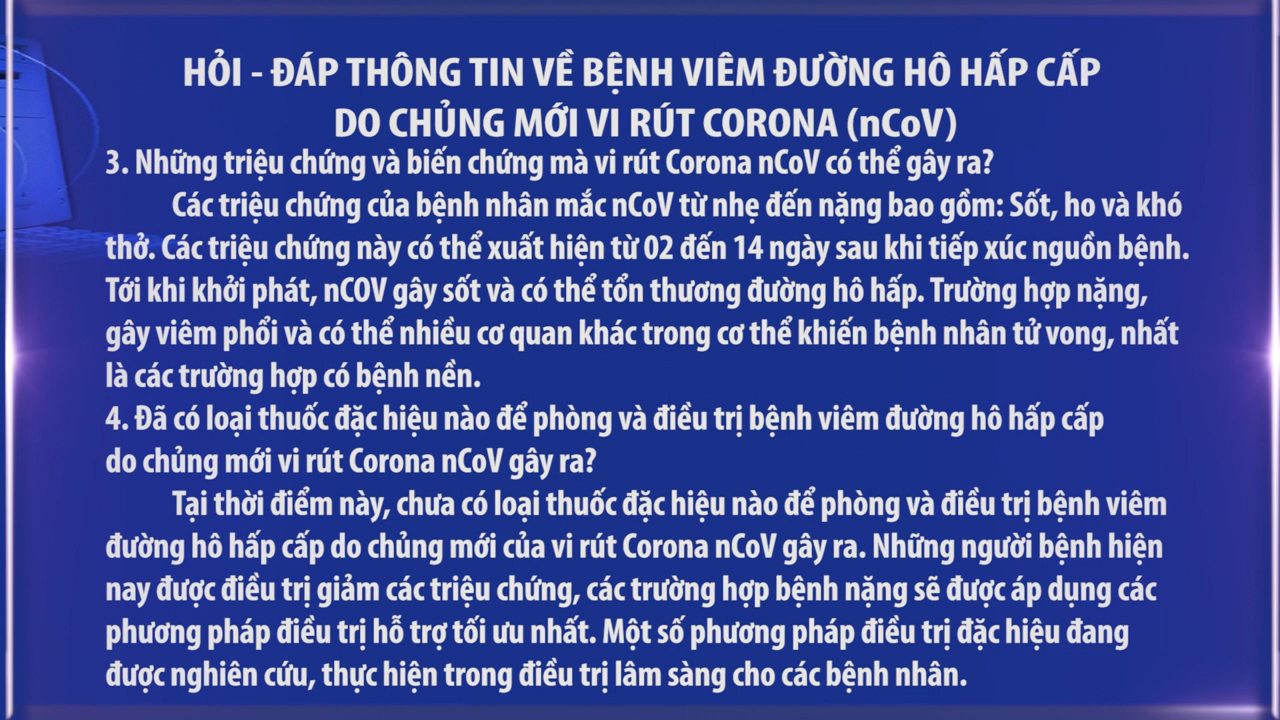 HỎI - ĐÁP THÔNG TIN VỀ BỆNH VIÊM ĐƯỜNG HÔ HẤP CẤP
DO CHỦNG MỚI VI RÚT CORONA (nCoV)
3. Những triệu chứng và biến chứng mà vi rút Corona nCoV có thể gây ra?
Các triệu chứng của bệnh nhân mắc nCoV từ nhẹ đến nặng bao gồm: Sốt, ho và khó
thở. Các triệu chứng này có thể xuất hiện từ 02 đến 14 ngày sau khi tiếp xúc nguồn bệnh.
Tới khi khởi phát, nCOV gây sốt và có thể tổn thương đường hô hấp. Trường hợp nặng,
gây viêm phổi và có thể nhiều cơ quan khác trong cơ thể khiến bệnh nhân tử vong, nhất
là các trường hợp có bệnh nền.
4. Đã có loại thuốc đặc hiệu nào để phòng và điều trị bệnh viêm đường hô hấp cấp
do chủng mới vi rút Corona nCoV gây ra?
Tại thời điểm này, chưa có loại thuốc đặc hiệu nào để phòng và điều trị bệnh viêm
đường hô hấp cấp do chủng mới của vi rút Corona nCoV gây ra. Những người bệnh hiện
nay được điều trị giảm các triệu chứng, các trường hợp bệnh nặng sẽ được áp dụng các
phương pháp điều trị hỗ trợ tối ưu nhất. Một số phương pháp điều trị đặc hiệu đang
được nghiên cứu, thực hiện trong điều trị lâm sàng cho các bệnh nhân.